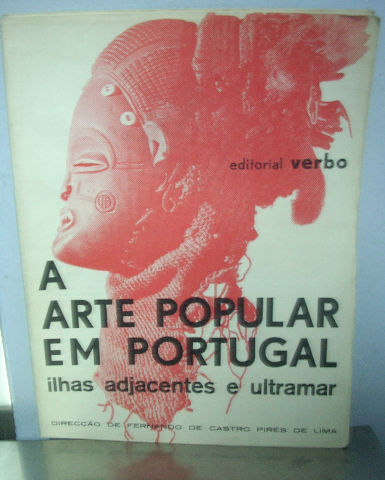 editorial verbo
A
ARTE POPULAR
EM PORTUGAL
ilhas adjacentes e ultramar
DIRECÇÃO DE FERNANDO DE CASTRO PIRES DE LIMA